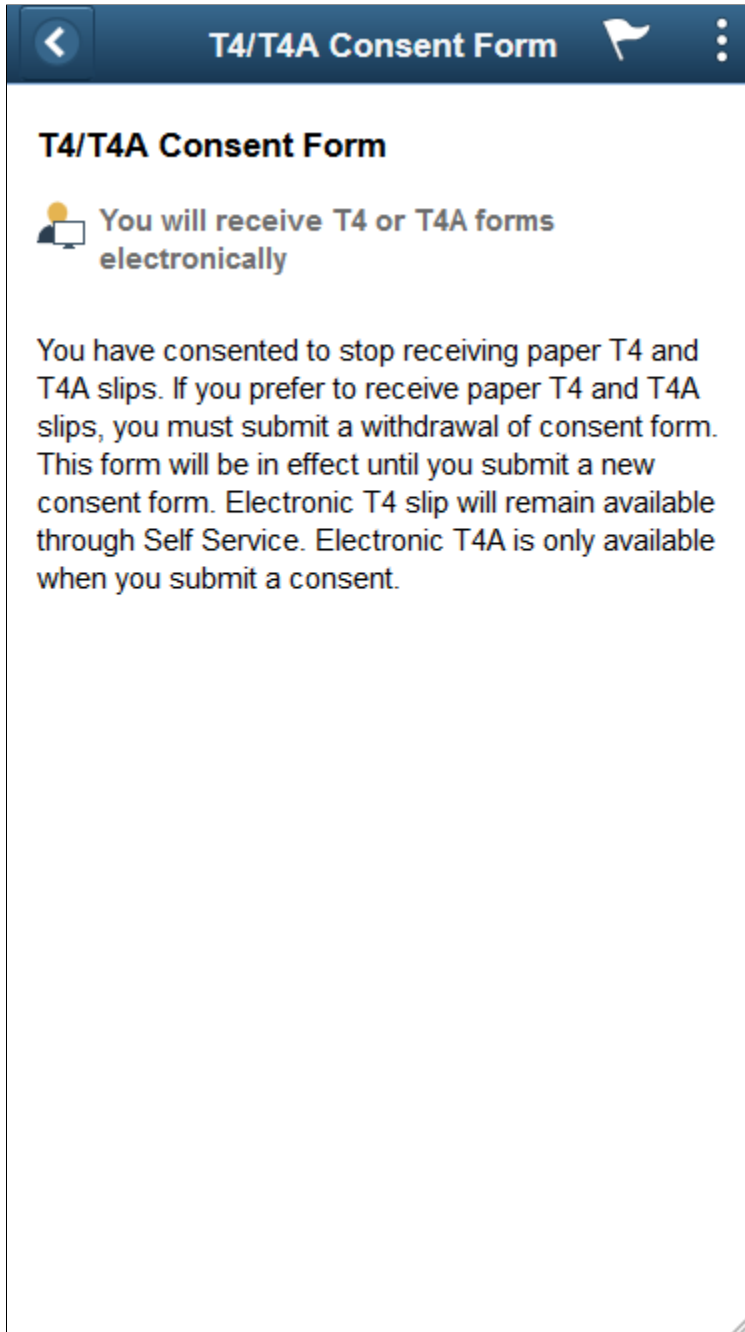 T4/T4A Consent Form
T4/T4A Consent Form
You will receive T4 or T4A forms
electronically
You have consented to stop receiving paper T4 and
T4A slips. If you prefer to receive paper T4 and T4A
slips, you must submit a withdrawal of consent form.
This form will be in effect until you submit a new
consent form. Electronic T4 slip will remain available
through Self Service. Electronic T4A is only available
when you submit a consent.